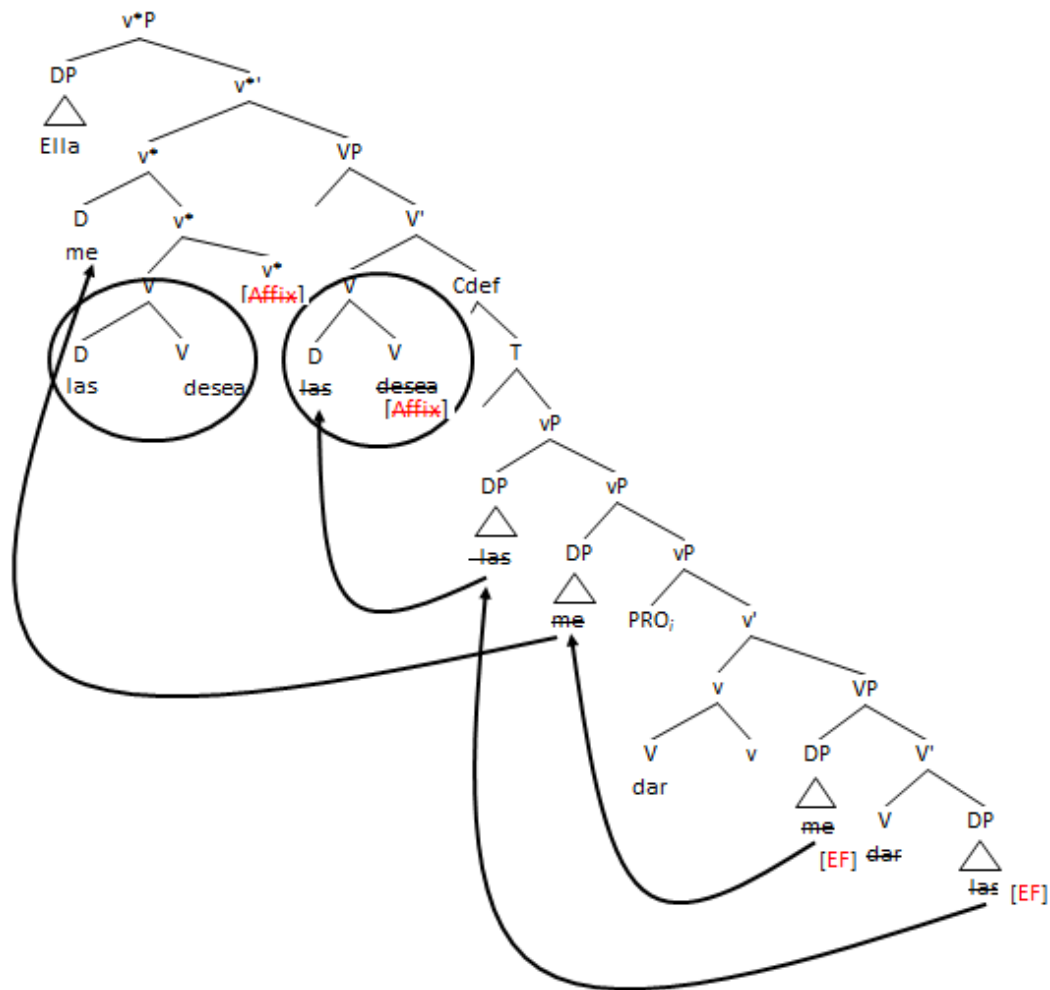 v*P
DP v*'
Ella
v* VP
D v* V'
me
V v* V Cdef
[Affix]
D V D V T
las desea las desea
[Affix]
vP
DP vP
las DP vP
me PROi v'
v VP
V v DP V'
dar
me V DP
[EF] dar
las [EF]